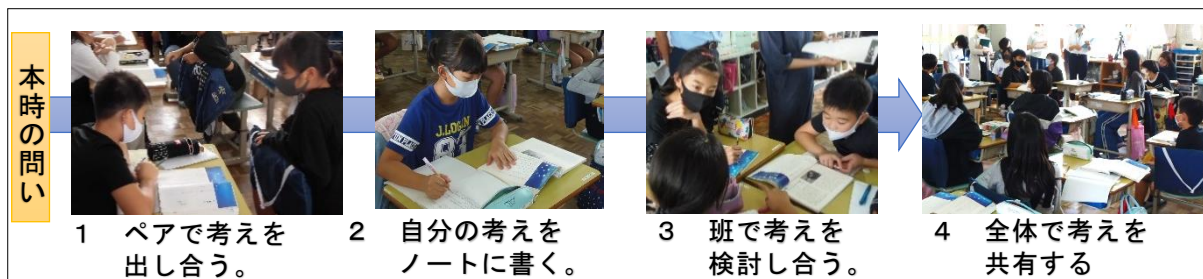 本時の問い
1 ペアで考えを
出し合う。
2 自分の考えを
ノートに書く。
3 班で考えを
検討し合う。
4 全体で考えを
共有する
J.LOGAN